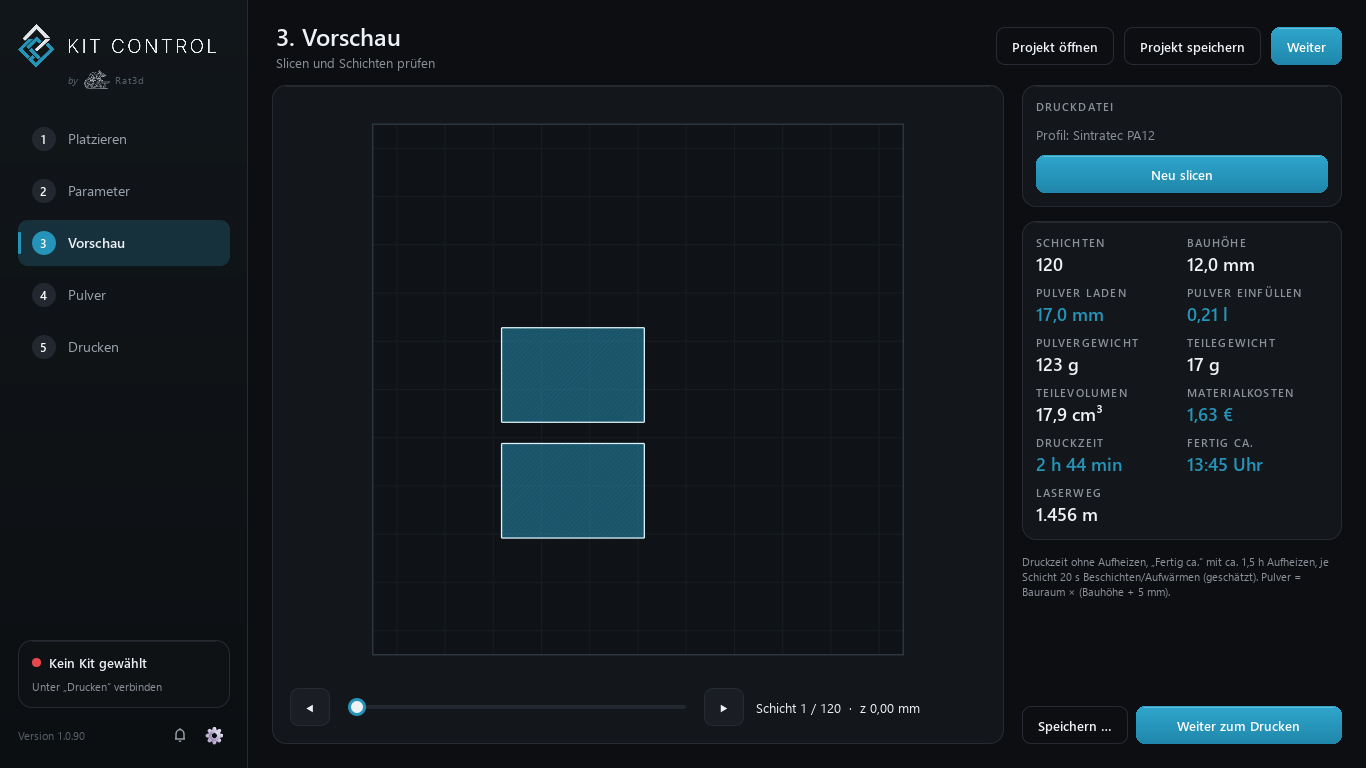 KIT CONTROL
by Rat3d
1 Platzieren
2 Parameter
3 Vorschau
4 Pulver
5 Drucken
Kein Kit gewählt
Unter „Drucken“ verbinden
Version 1.0.90
3. Vorschau
Slicen und Schichten prüfen
Projekt öffnen
Projekt speichern
Weiter
Schicht 1 / 120 · z 0,00 mm
DRUCKDATEI
Profil: Sintratec PA12
Neu slicen
SCHICHTEN BAUHÖHE
120 12,0 mm
PULVER LADEN PULVER EINFÜLLEN
17,0 mm 0,21 l
PULVERGEWICHT TEILEGEWICHT
123 g 17 g
TEILEVOLUMEN MATERIALKOSTEN
17,9 cm³ 1,63 €
DRUCKZEIT FERTIG CA.
2 h 44 min 13:45 Uhr
LASERWEG
1.456 m
Druckzeit ohne Aufheizen, „Fertig ca.“ mit ca. 1,5 h Aufheizen, je
Schicht 20 s Beschichten/Aufwärmen (geschätzt). Pulver =
Bauraum × (Bauhöhe + 5 mm).
Speichern ...
Weiter zum Drucken